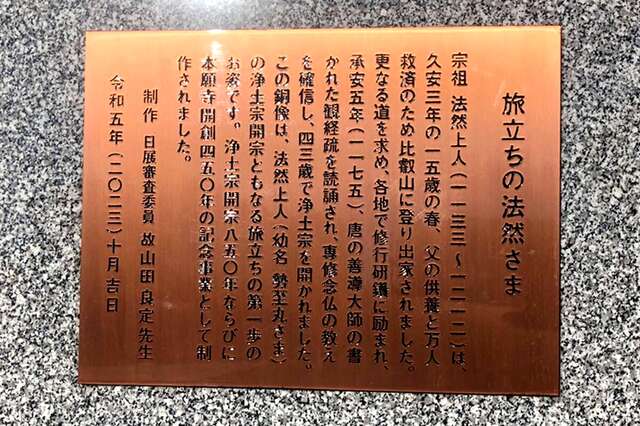 旅立ちの法然さま
宗祖 法然上人(一一三三～一二一二)は、
久安三年の一五歳の春、父の供養と万人
救済のため比叡山に登り出家されました。
更なる道を求め、各地で修行研鑽に励まれ、
承安五年(一一七五)、唐の善導大師の書
かれた観経疏を読誦され、専修念仏の教え
を確信し、四三歳で浄土宗を開かれました。
この銅像は、法然上人(幼名 勢至丸さま)
の浄土宗開宗ともなる旅立ちの第一歩の
お姿です。浄土宗開宗八五〇年ならびに
本願寺開創四五〇年の記念事業として制
作されました。
制作 日展審査委員 故山田良定先生
令和五年(二〇二三)十月吉日